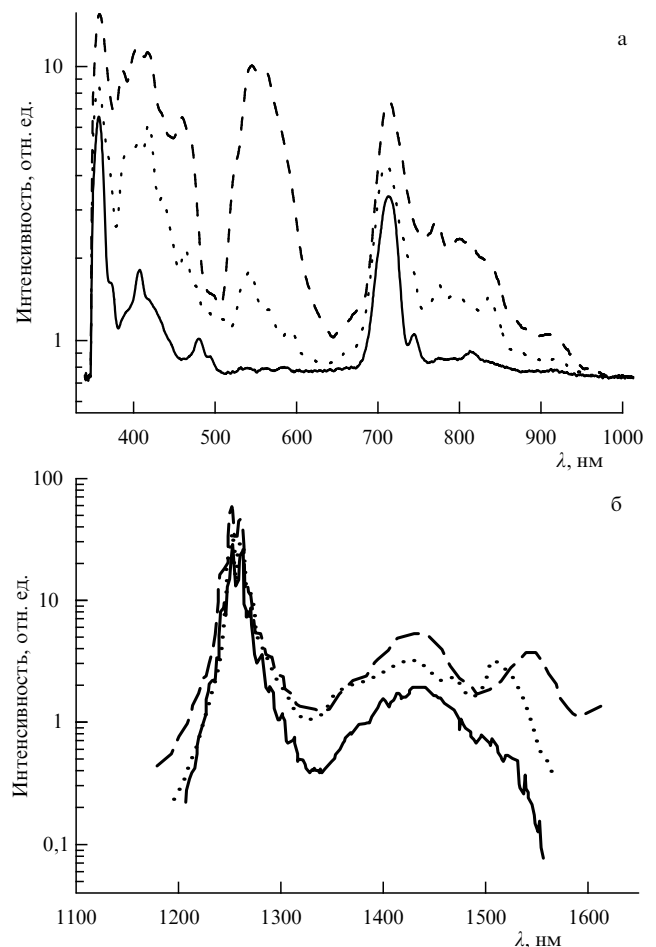 а
10
1
Интенсивность, отн. ед.
400 500 600 700 800 900 1000
λ, нм
б
100
10
1
0,1
Интенсивность, отн. ед.
1100 1200 1300 1400 1500 1600
λ, нм